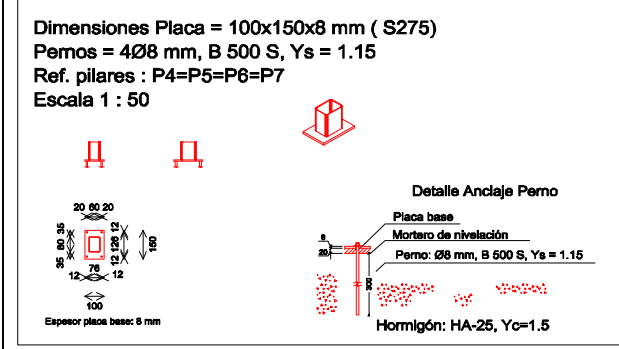 Dimensiones Placa = 100x150x8 mm ( S275)
Pernos = 4Ø8 mm, B 500 S, Ys = 1.15
Ref. pilares : P4=P5=P6=P7
Escala 1 : 50
Detalle Anclaje Perno
20 60 20
35 80 35
12 126 12
150
76
12 12
100
Espesor placa base: 8 mm
Placa base
Mortero de nivelación
Perno: Ø8 mm, B 500 S, Ys = 1.15
8
20
300
Hormigón: HA-25, Yc=1.5